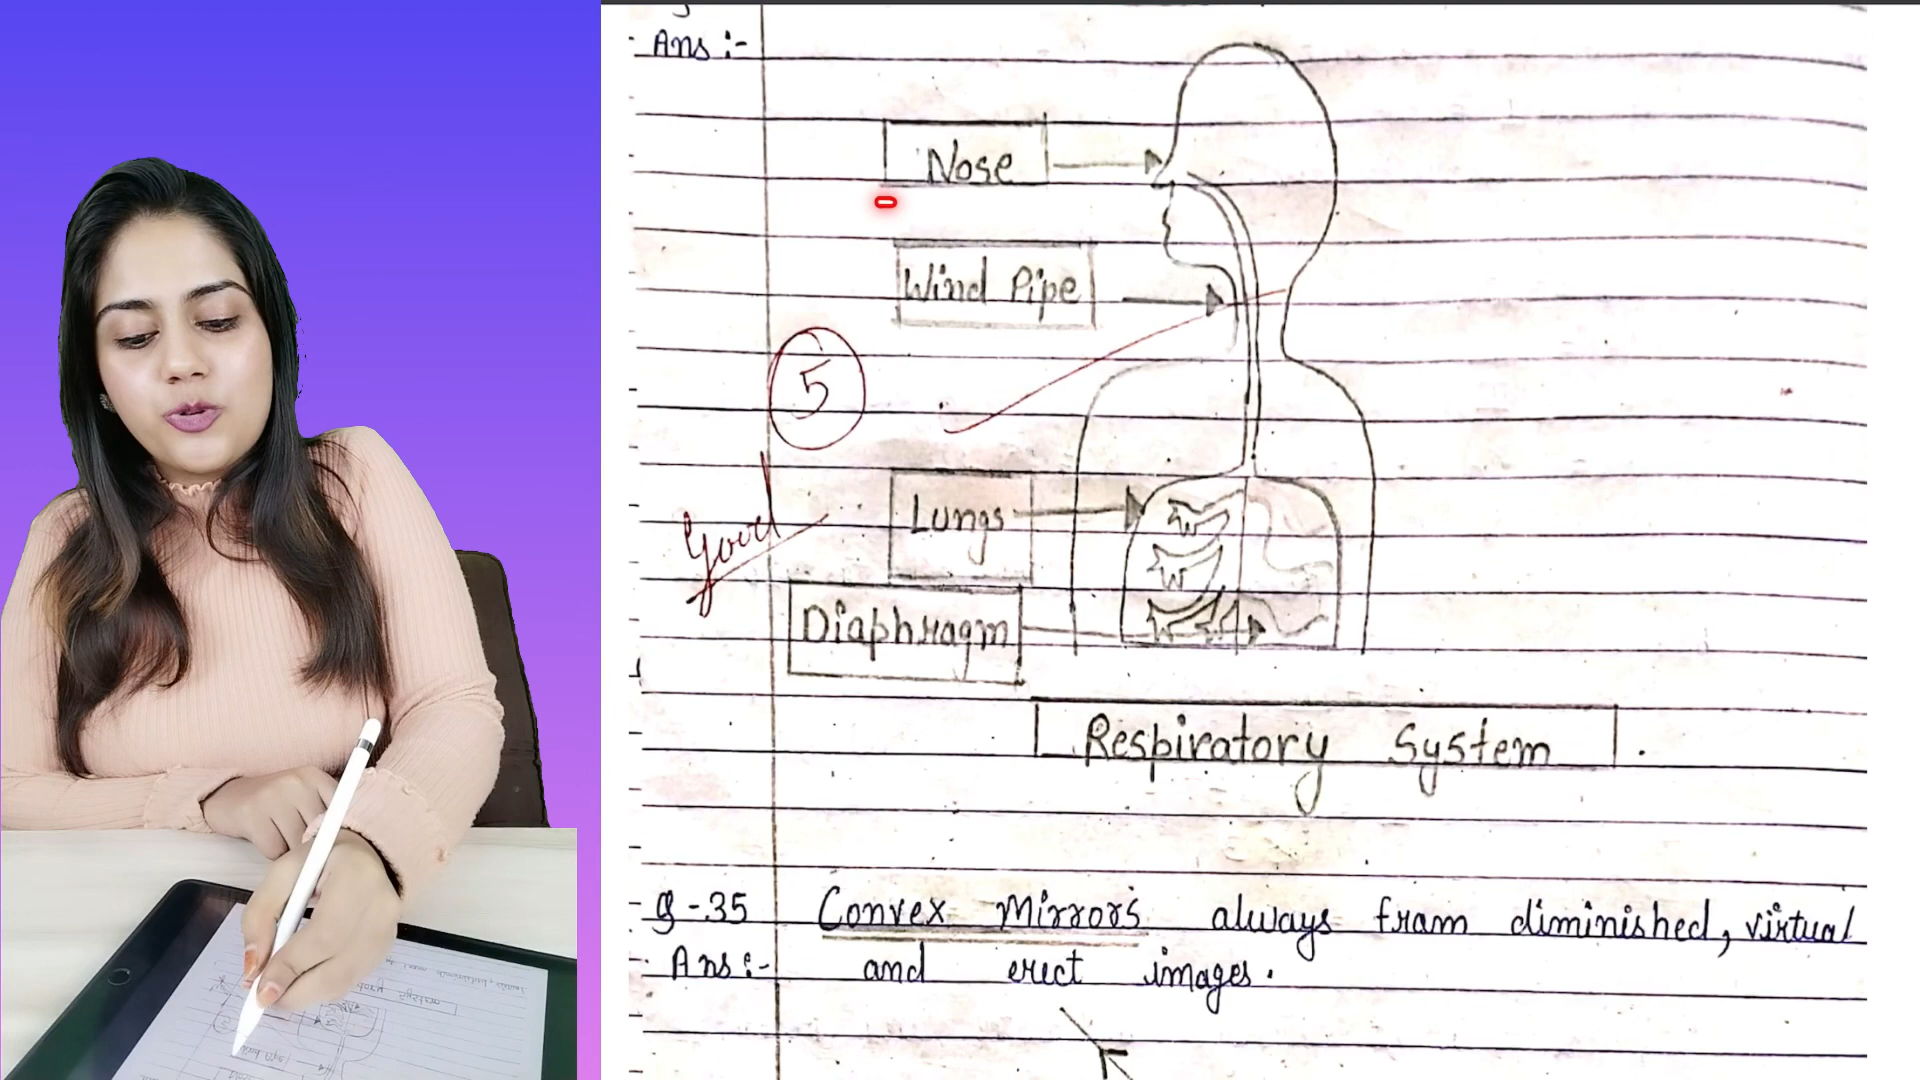 Ans :-
Nose
Wind Pipe
5
Lungs
Good
Diaphragm
Respiratory System .
Q-35 Convex Mirrors always fram diminished, virtual
Ans :- and erect images.